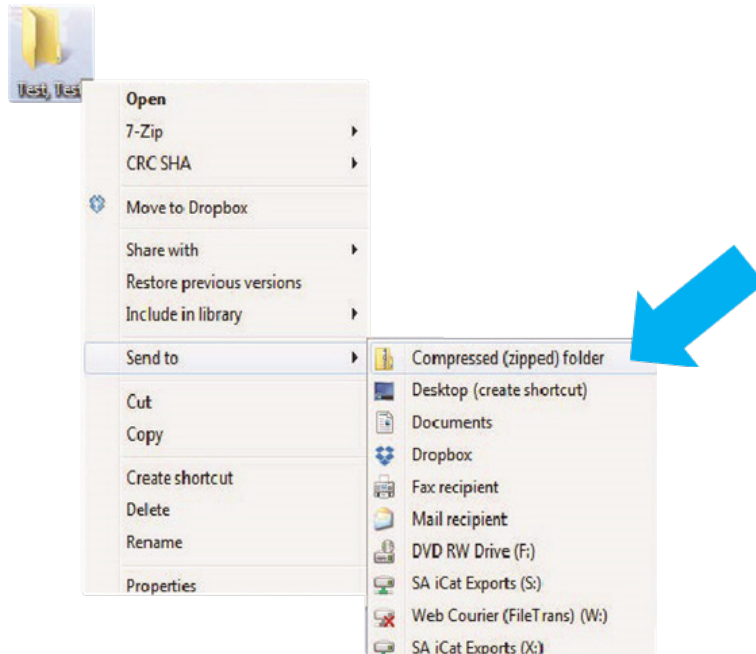 Test, Test
Open
7-Zip
CRC SHA
Move to Dropbox
Share with
Restore previous versions
Include in library
Send to
Cut
Copy
Create shortcut
Delete
Rename
Properties
Compressed (zipped) folder
Desktop (create shortcut)
Documents
Dropbox
Fax recipient
Mail recipient
DVD RW Drive (F:)
SA iCat Exports (S:)
Web Courier (FileTrans) (W:)
SA iCat Exports (X:)